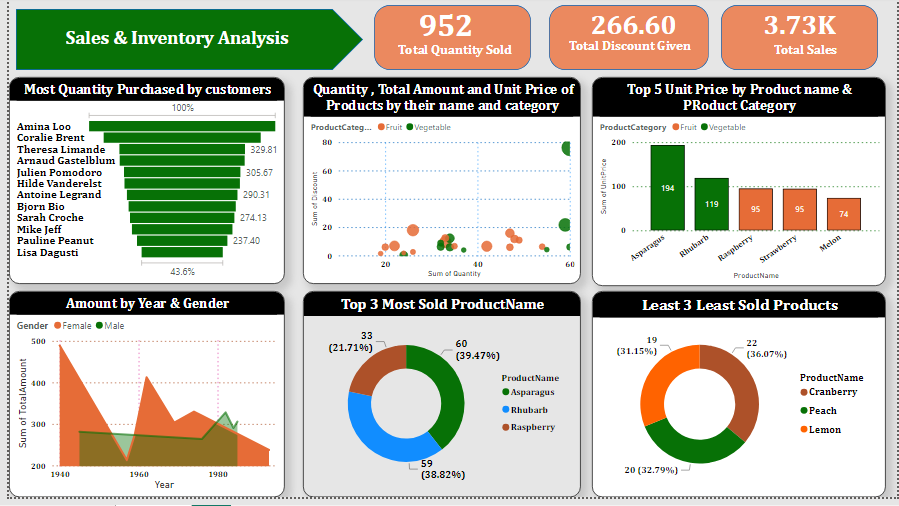 Sales & Inventory Analysis
952
Total Quantity Sold
266.60
Total Discount Given
3.73K
Total Sales
Most Quantity Purchased by customers
100%
Amina Loo
Coralie Brent
Theresa Limande
329.81
Arnaud Gastelblum
Julien Pomodoro
305.67
Hilde Vanderelst
Antoine Legrand
290.31
Bjorn Bio
Sarah Croche
274.13
Mike Jeff
Pauline Peanut
237.40
Lisa Dagusti
43.6%
Quantity , Total Amount and Unit Price of
Products by their name and category
ProductCateg... Fruit Vegetable
Sum of Discount
80
60
40
20
0
20 40 60
Sum of Quantity
Top 5 Unit Price by Product name &
PRoduct Category
ProductCategory Fruit Vegetable
Sum of UnitPrice
200
100
0
194
119
95
95
74
Asparagus
Rhubarb
Raspberry
Strawberry
Melon
ProductName
Amount by Year & Gender
Gender Female Male
Sum of TotalAmount
500
400
300
200
1940 1960 1980
Year
Top 3 Most Sold ProductName
33
(21.71%)
60
(39.47%)
59
(38.82%)
ProductName
Asparagus
Rhubarb
Raspberry
Least 3 Least Sold Products
19
(31.15%)
22
(36.07%)
20 (32.79%)
ProductName
Cranberry
Peach
Lemon